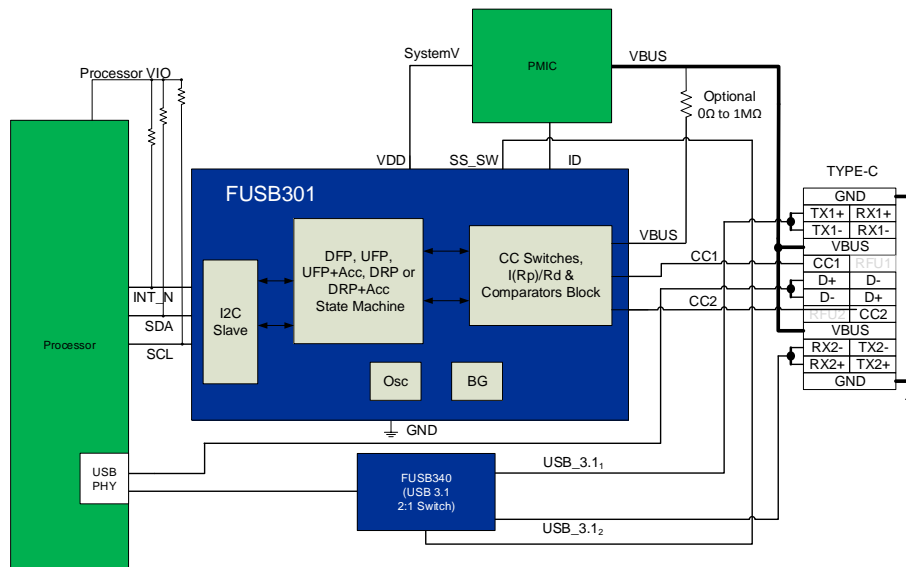 SystemV
PMIC
VBUS
Processor VIO
Optional
0Ω to 1MΩ
VDD
SS_SW
ID
TYPE-C
FUSB301
GND
TX1+ RX1+
TX1- RX1-
VBUS
CC1 RFU1
D+ D-
D- D+
RFU2 CC2
VBUS
RX2- TX2-
RX2+ TX2+
GND
DFP, UFP,
UFP+Acc, DRP or
DRP+Acc
State Machine
CC Switches,
I(Rp)/Rd &
Comparators Block
VBUS
CC1
CC2
I2C
Slave
INT_N
SDA
SCL
Processor
Osc
BG
GND
USB
PHY
FUSB340
(USB 3.1
2:1 Switch)
USB_3.1₁
USB_3.1₂